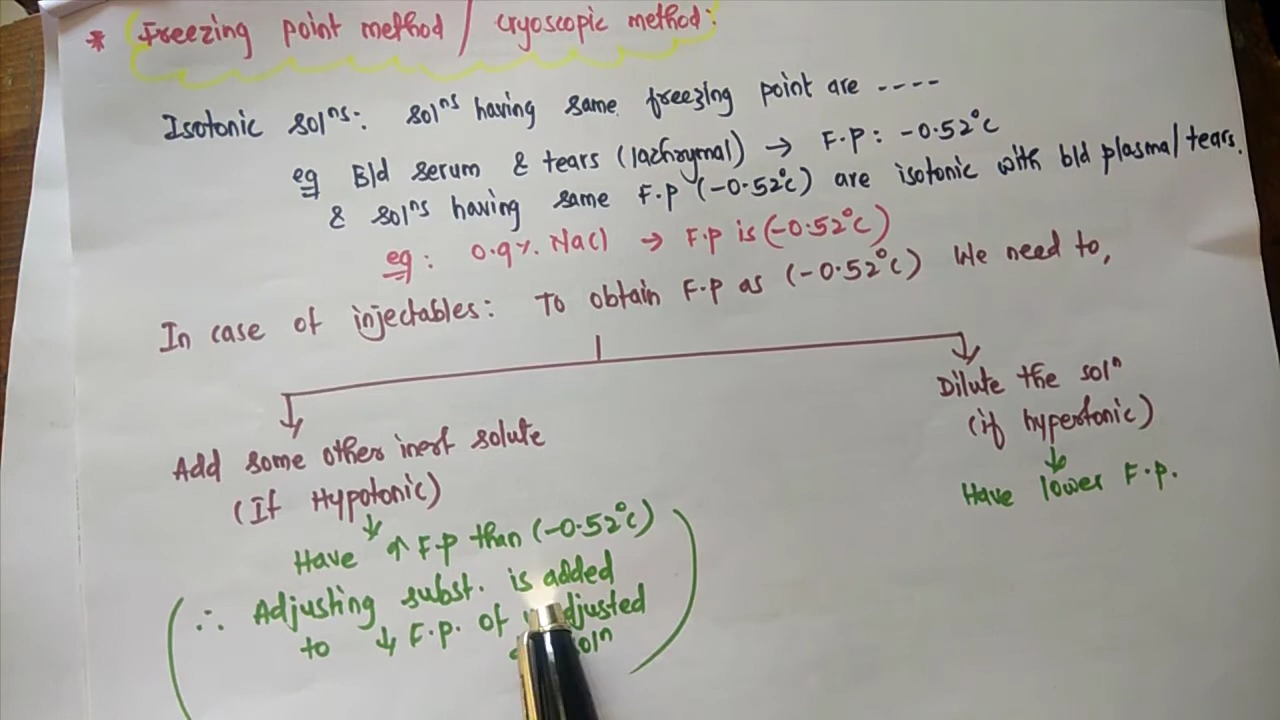 * Freezing point method / cryoscopic method:
Isotonic solns: solns having same freezing point are ----
eg Bld serum & tears (lachrymal) → F.P: -0.52°C
& solns having same F.P (-0.52°C) are isotonic with bld plasma/tears.
eg: 0.9%. NaCl → F.P is (-0.52°C)
In case of injectables: To obtain F.P as (-0.52°C) We need to,
Add some other inert solute
(If Hypotonic)
↓
Have ↑ F.P than (-0.52°C)
∴ Adjusting subst. is added
to ↓ F.P. of
soln
Dilute the soln
(if hypertonic)
↓
Have lower F.P.